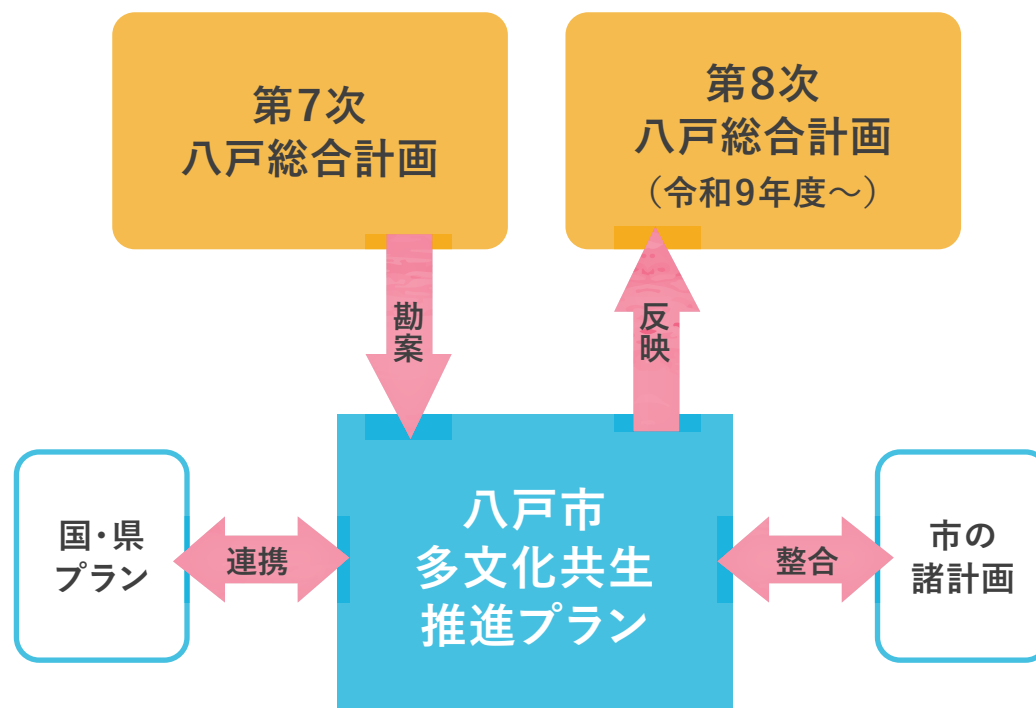 第7次
八戸総合計画
第8次
八戸総合計画
（令和9年度～）
勘案
反映
国・県
プラン
連携
八戸市
多文化共生
推進プラン
整合
市の
諸計画